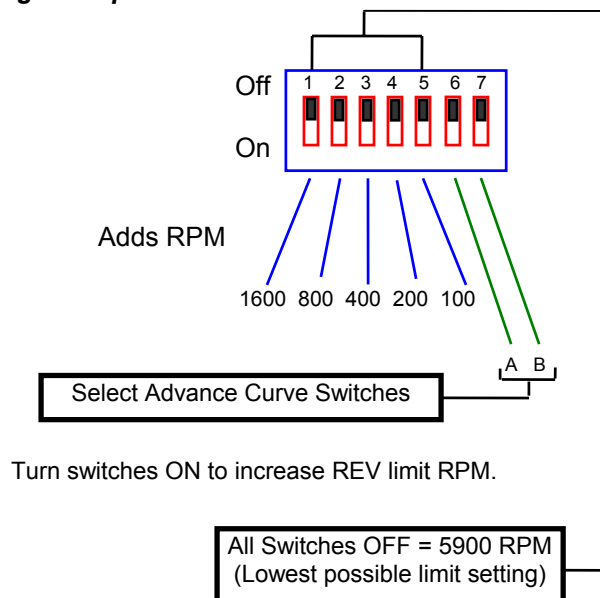 Off
1 2 3 4 5 6 7
On
Adds RPM
1600 800 400 200 100
A B
Select Advance Curve Switches
Turn switches ON to increase REV limit RPM.
All Switches OFF = 5900 RPM
(Lowest possible limit setting)